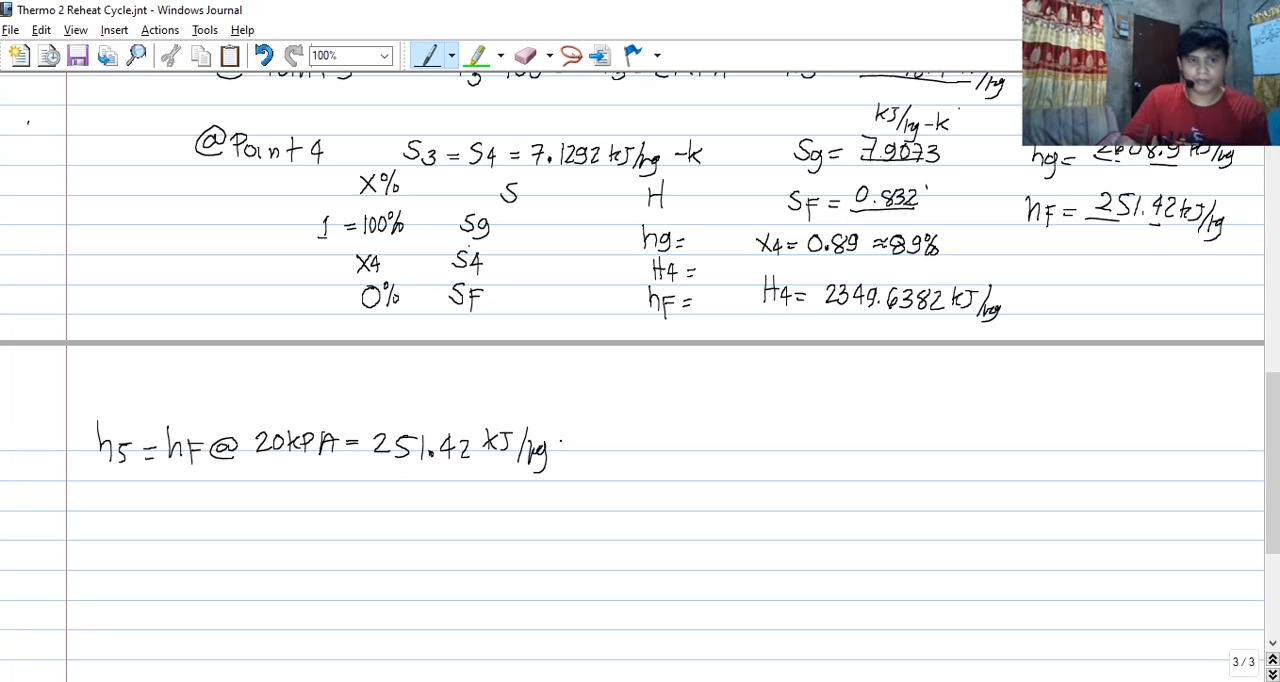 Thermo 2 Reheat Cycle.jnt - Windows Journal
File Edit View Insert Actions Tools Help
100%
kJ/kg-k
@Point 4 S3 = S4 = 7.1292 kJ/kg-k Sg = 7.9073 hg=
X% S H SF = 0.832 hF = 251.42 kJ/kg
1 = 100% Sg hg= X4 = 0.89 ≈ 89%
X4 S4 H4 =
0% SF hF = H4 = 2349.6382 kJ/kg
h5 = hF @ 20kPA = 251.42 kJ/kg
3 / 3